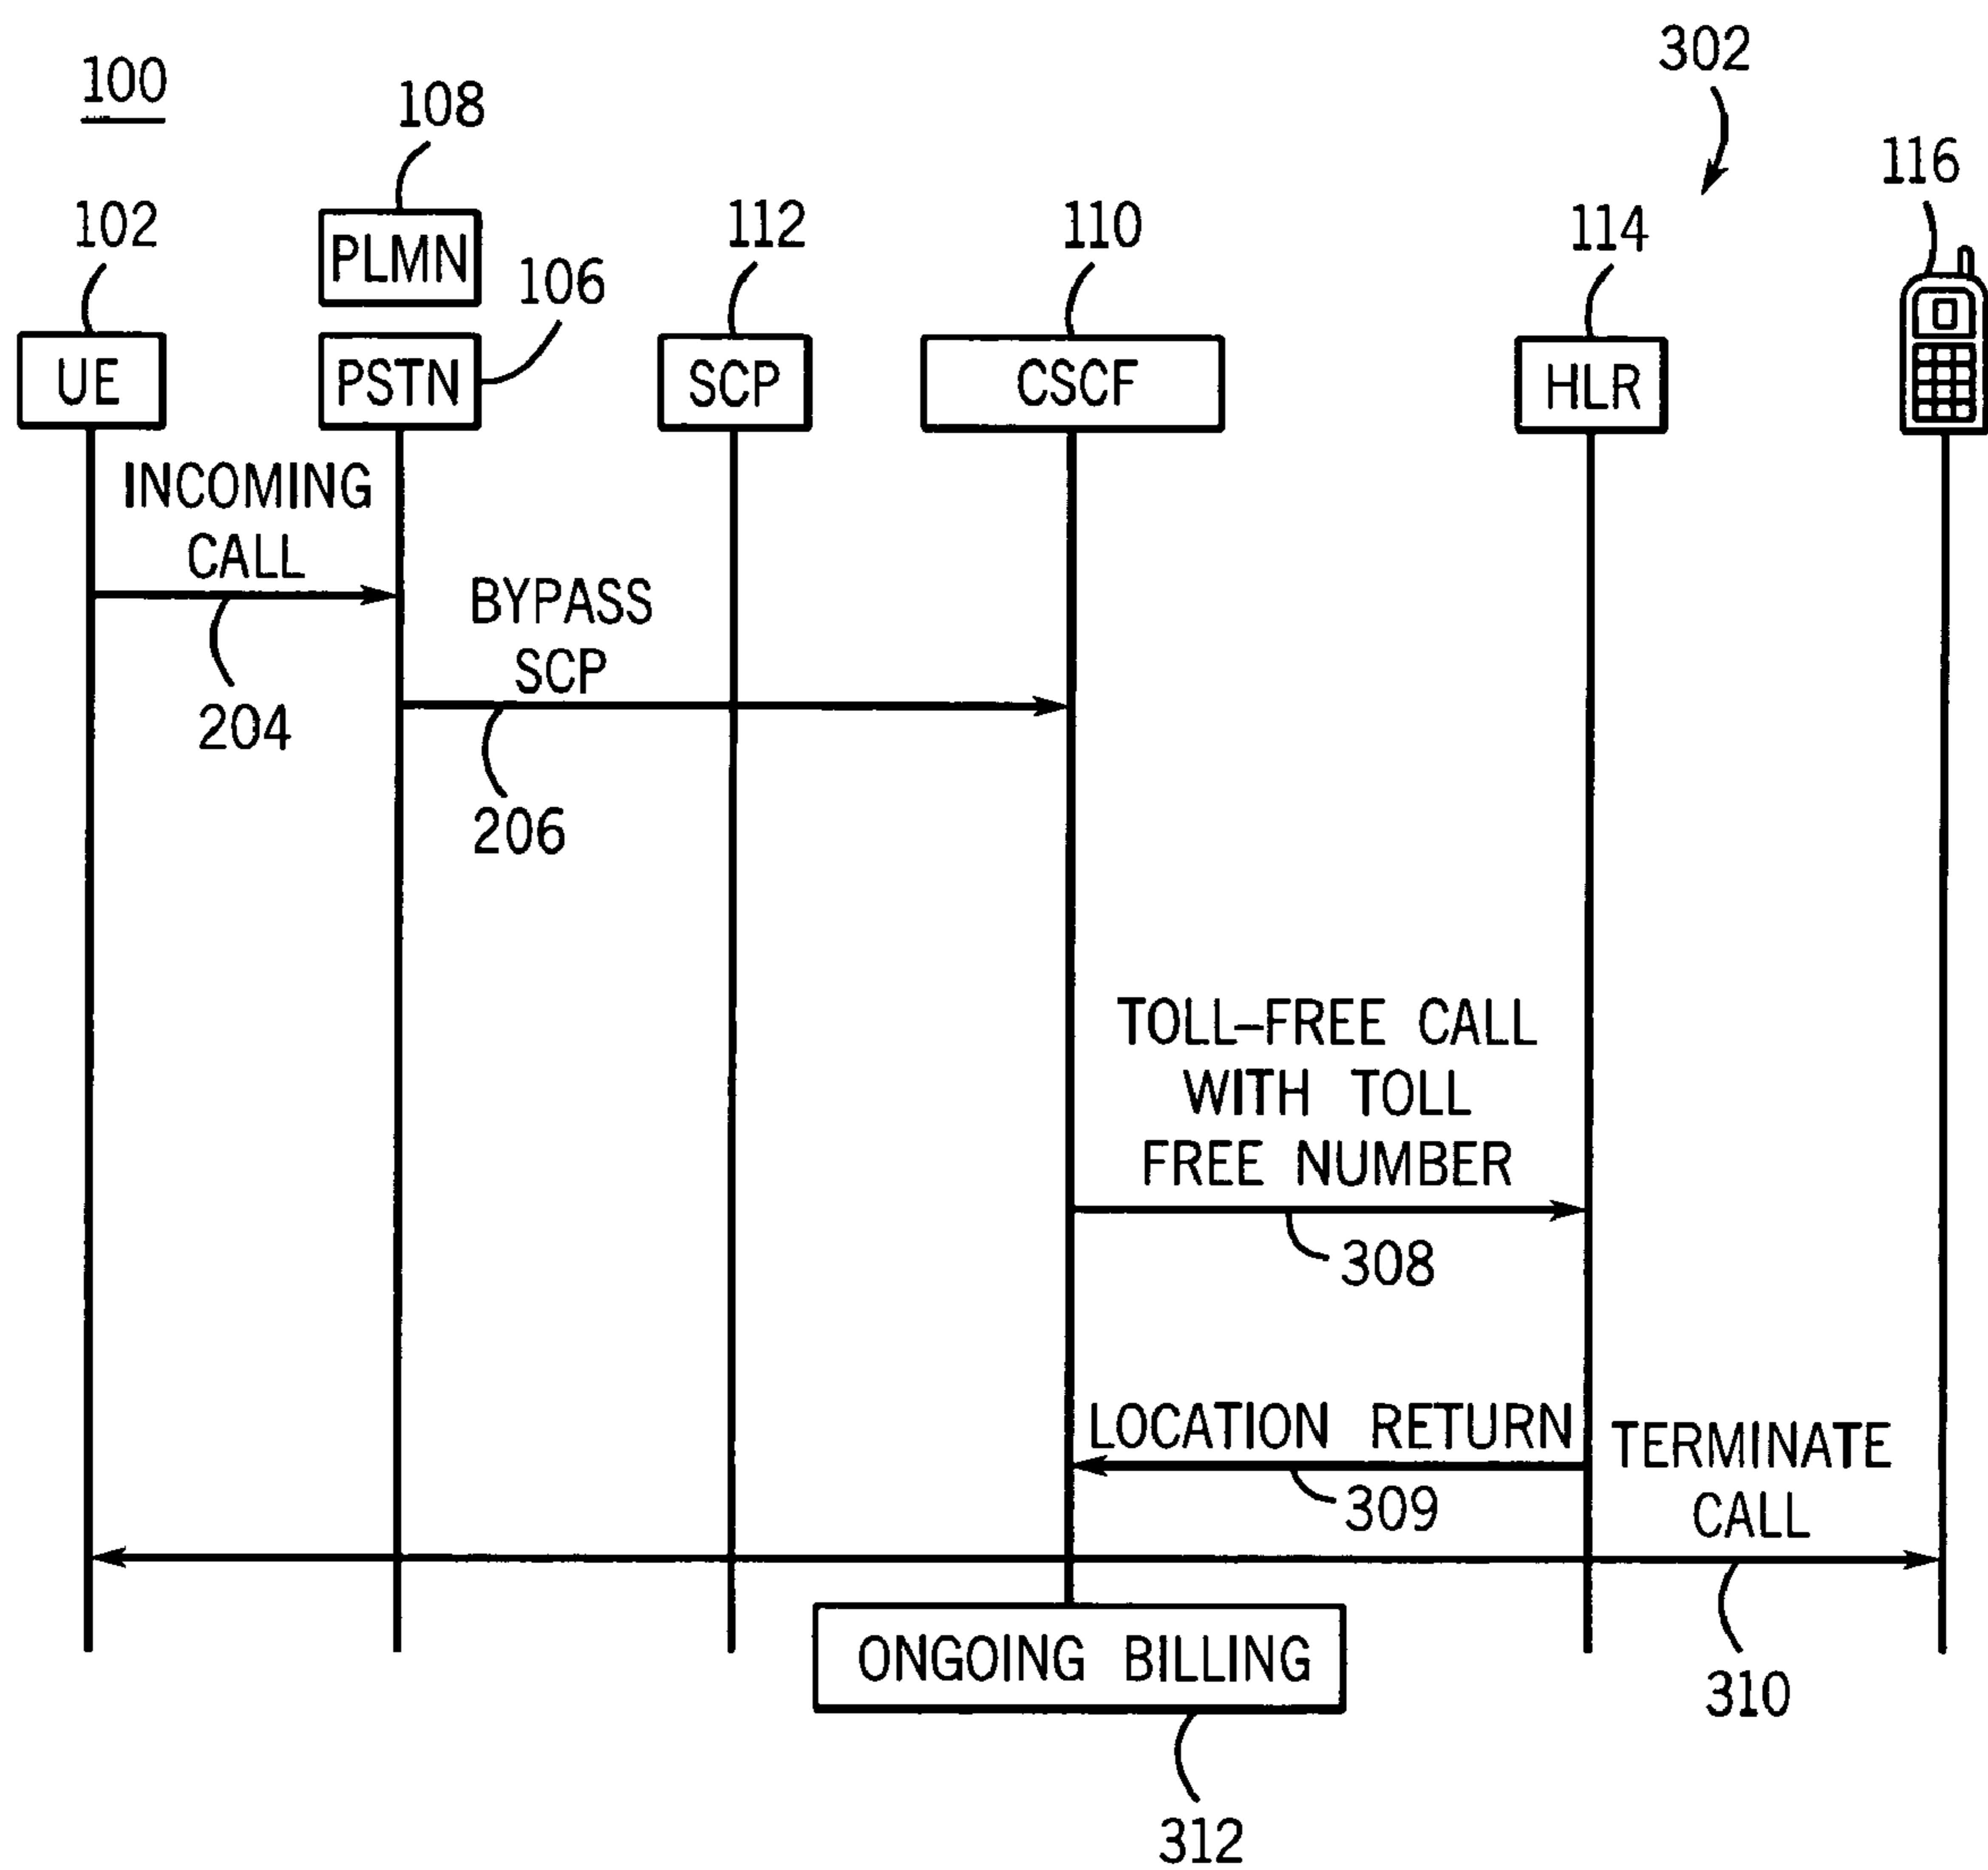 302
100
108
116
102
112
110
114
PLMN
106
UE
PSTN
SCP
CSCF
HLR
INCOMING
CALL
BYPASS
SCP
204
206
TOLL-FREE CALL
WITH TOLL
FREE NUMBER
308
LOCATION RETURN
TERMINATE
CALL
309
ONGOING BILLING
310
312